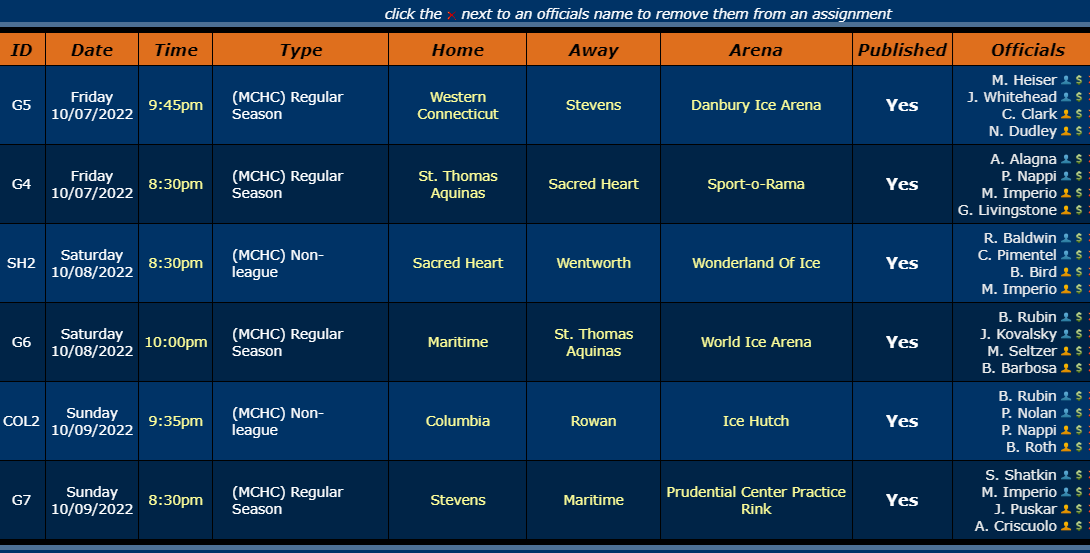 click the x next to an officials name to remove them from an assignment
ID Date Time Type Home Away Arena Published Officials
G5 Friday 10/07/2022 9:45pm (MCHC) Regular Season Western Connecticut Stevens Danbury Ice Arena Yes M. Heiser $
J. Whitehead $
C. Clark $
N. Dudley $
G4 Friday 10/07/2022 8:30pm (MCHC) Regular Season St. Thomas Aquinas Sacred Heart Sport-o-Rama Yes A. Alagna $
P. Nappi $
M. Imperio $
G. Livingstone $
SH2 Saturday 10/08/2022 8:30pm (MCHC) Non-league Sacred Heart Wentworth Wonderland Of Ice Yes R. Baldwin $
C. Pimentel $
B. Bird $
M. Imperio $
G6 Saturday 10/08/2022 10:00pm (MCHC) Regular Season Maritime St. Thomas Aquinas World Ice Arena Yes B. Rubin $
J. Kovalsky $
M. Seltzer $
B. Barbosa $
COL2 Sunday 10/09/2022 9:35pm (MCHC) Non-league Columbia Rowan Ice Hutch Yes B. Rubin $
P. Nolan $
P. Nappi $
B. Roth $
G7 Sunday 10/09/2022 8:30pm (MCHC) Regular Season Stevens Maritime Prudential Center Practice Rink Yes S. Shatkin $
M. Imperio $
J. Puskar $
A. Criscuolo $